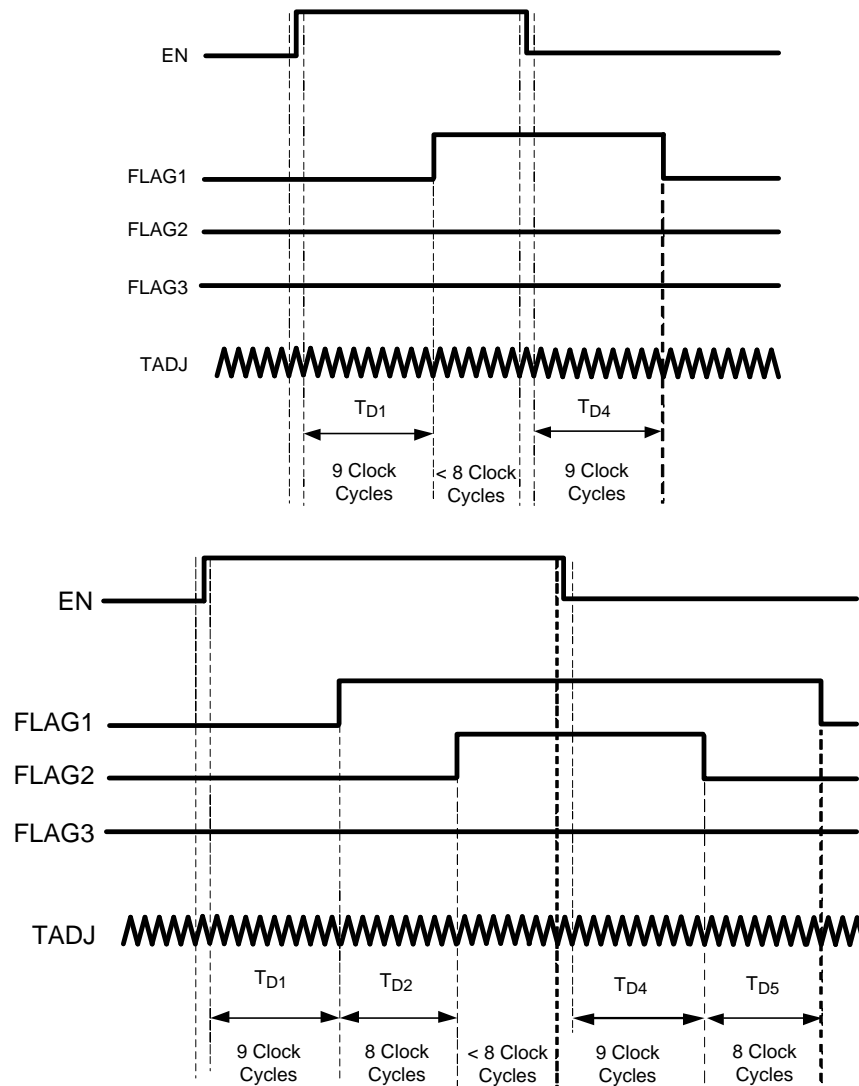 EN
FLAG1
FLAG2
FLAG3
TADJ
TD1 TD4
9 Clock
Cycles
< 8 Clock
Cycles
9 Clock
Cycles
EN
FLAG1
FLAG2
FLAG3
TADJ
TD1 TD2 TD4 TD5
9 Clock
Cycles
8 Clock
Cycles
< 8 Clock
Cycles
9 Clock
Cycles
8 Clock
Cycles